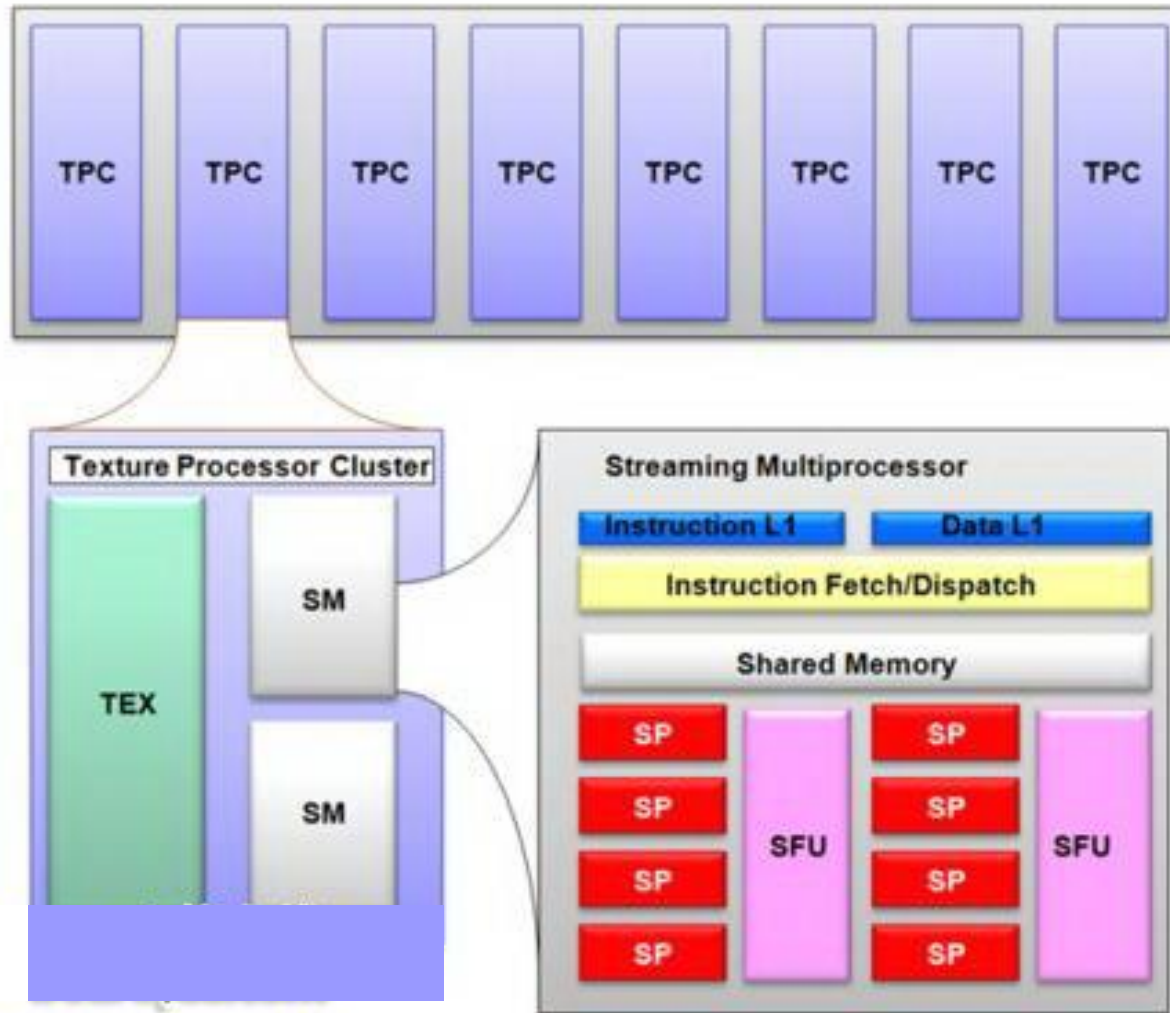 TPC TPC TPC TPC TPC TPC TPC TPC
Texture Processor Cluster
TEX
SM
SM
Streaming Multiprocessor
Instruction L1 Data L1
Instruction Fetch/Dispatch
Shared Memory
SP SP
SP SP
SFU SFU
SP SP
SP SP